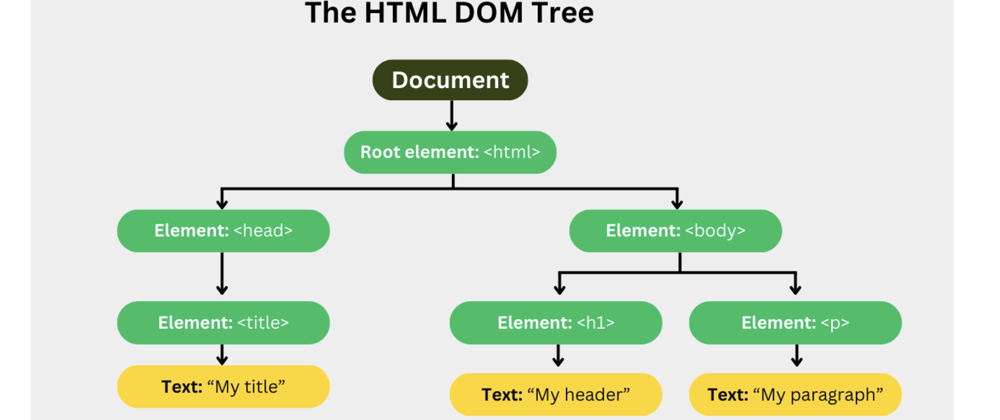 The HTML DOM Tree
Document
Root element: <html>
Element: <head>
Element: <body>
Element: <title>
Element: <h1>
Element: <p>
Text: “My title”
Text: “My header”
Text: “My paragraph”